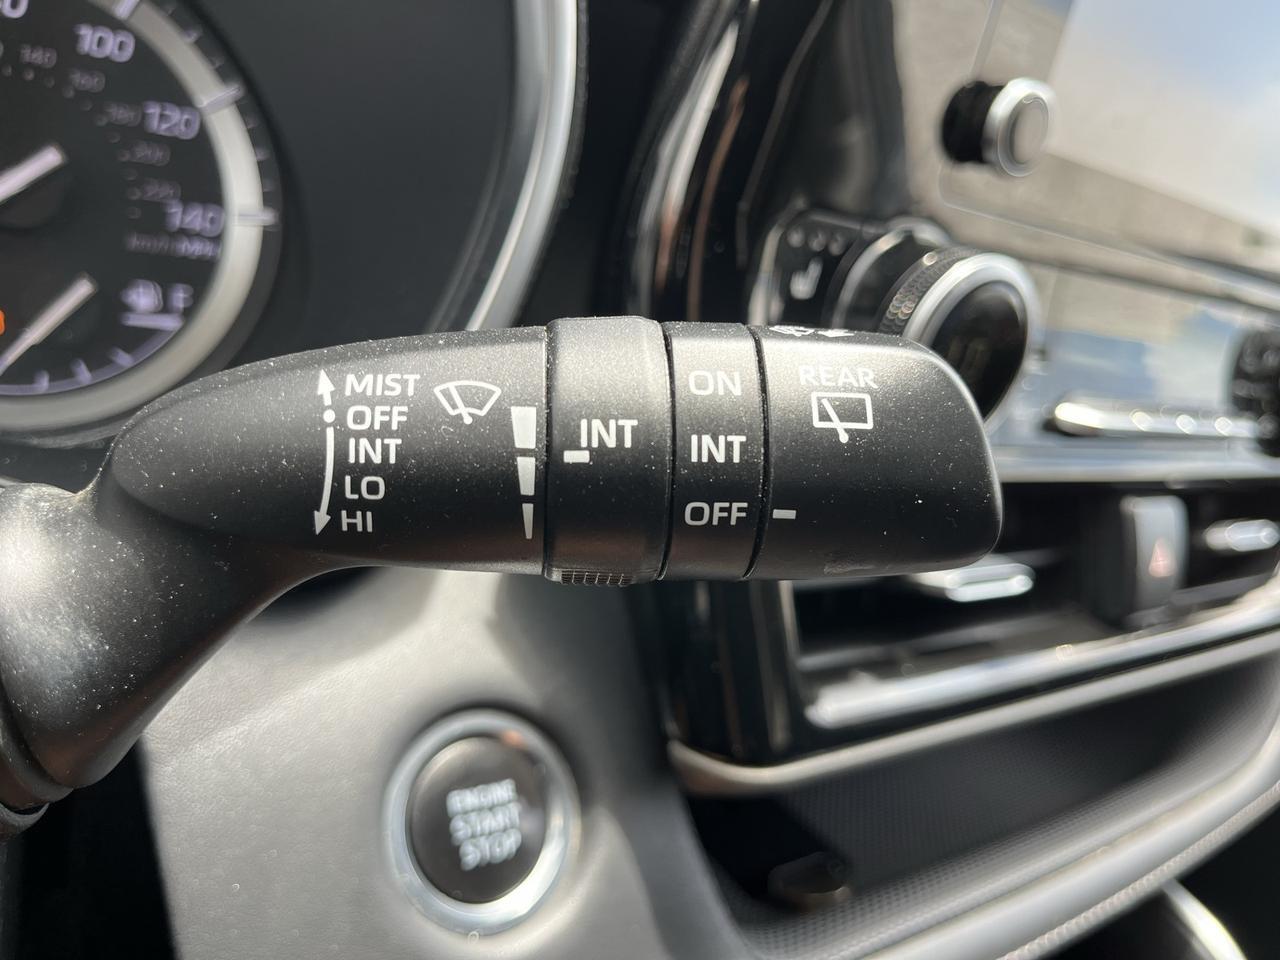 100
120
140
F
MIST
OFF
INT
LO
HI
INT
ON
INT
OFF
REAR
ENGINE
START
STOP